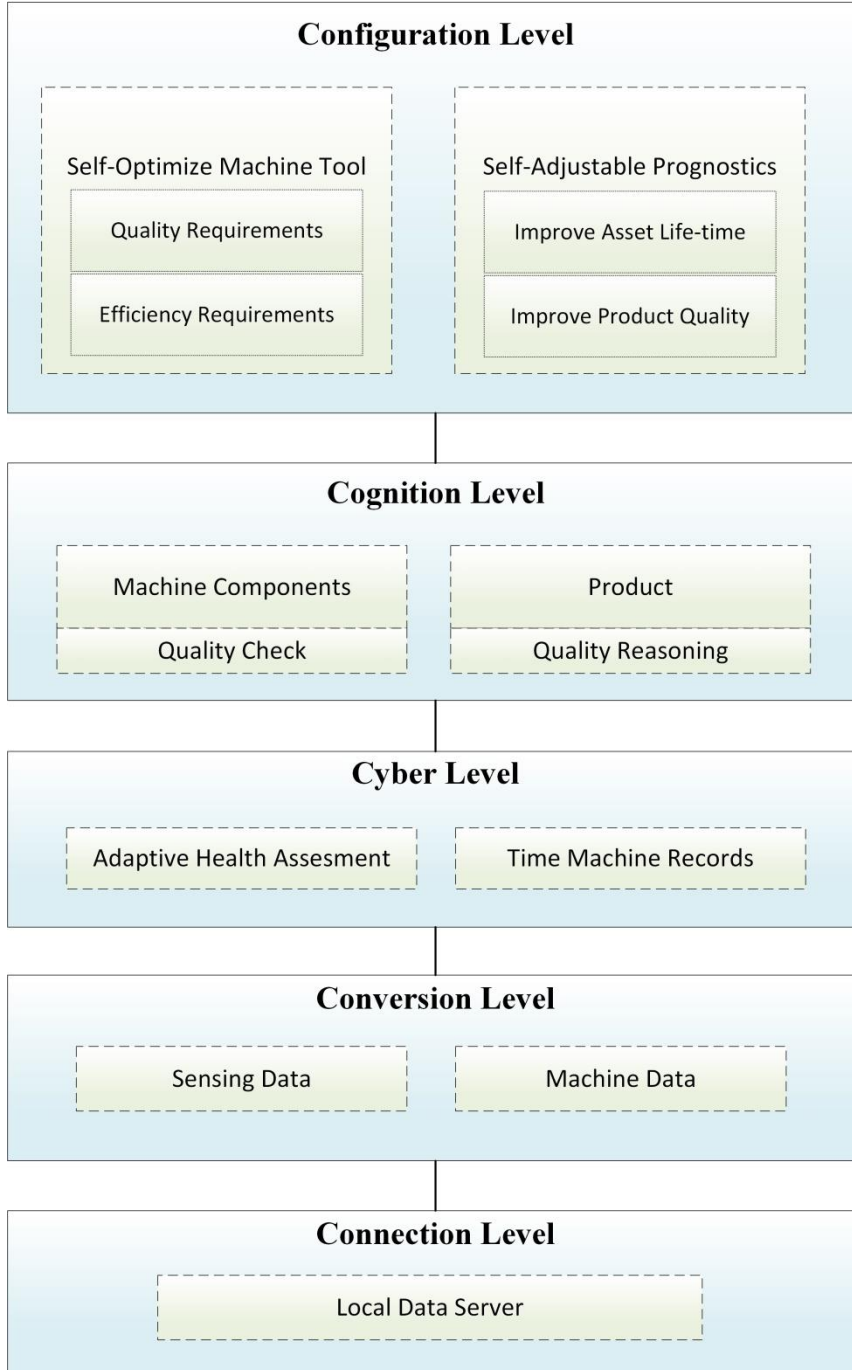 Configuration Level
Self-Optimize Machine Tool
Quality Requirements
Efficiency Requirements
Self-Adjustable Prognostics
Improve Asset Life-time
Improve Product Quality
Cognition Level
Machine Components
Quality Check
Product
Quality Reasoning
Cyber Level
Adaptive Health Assesment
Time Machine Records
Conversion Level
Sensing Data
Machine Data
Connection Level
Local Data Server